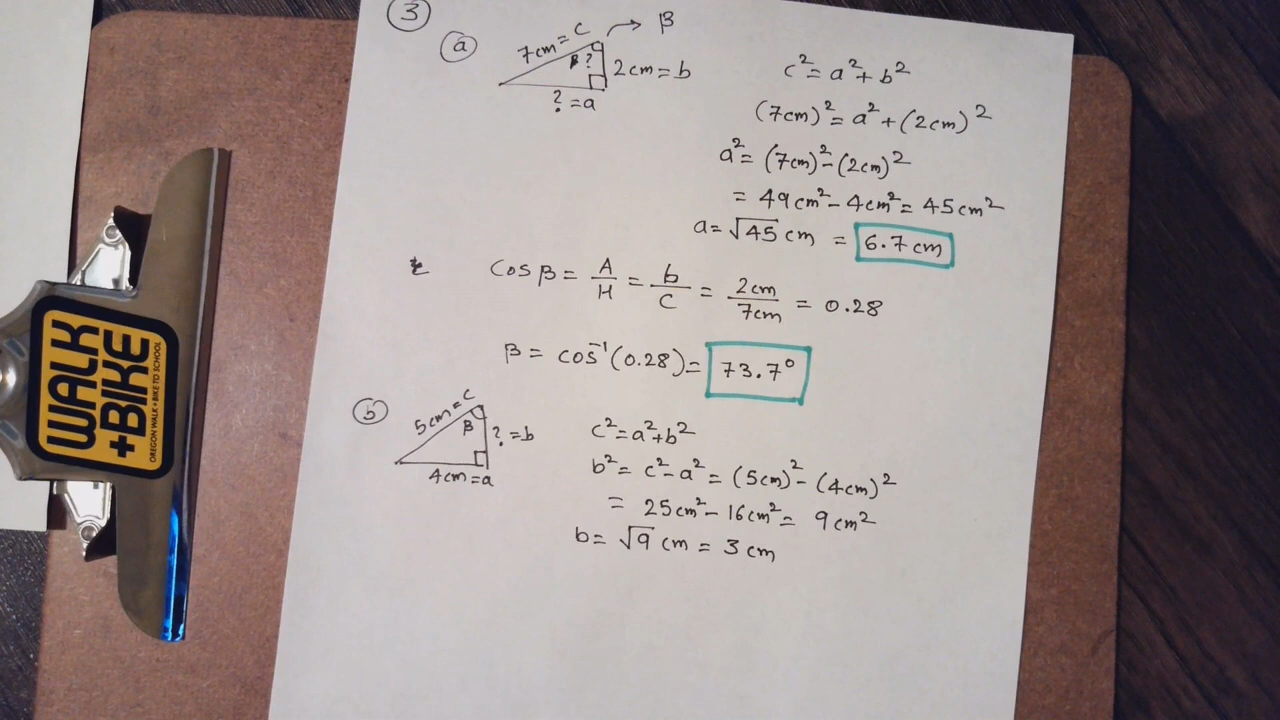 3
a
7cm = c
→ β
β?
2cm = b
? = a
c² = a² + b²
(7cm)² = a² + (2cm)²
a² = (7cm)² - (2cm)²
= 49cm² - 4cm² = 45cm²
a = √45 cm = 6.7 cm
cos β = A/H = b/c = 2cm/7cm = 0.28
β = cos⁻¹(0.28) = 73.7°
b
5cm = c
β
? = b
4cm = a
c² = a² + b²
b² = c² - a² = (5cm)² - (4cm)²
= 25cm² - 16cm² = 9cm²
b = √9 cm = 3 cm
WALK
+BIKE
OREGON WALK+BIKE TO SCHOOL